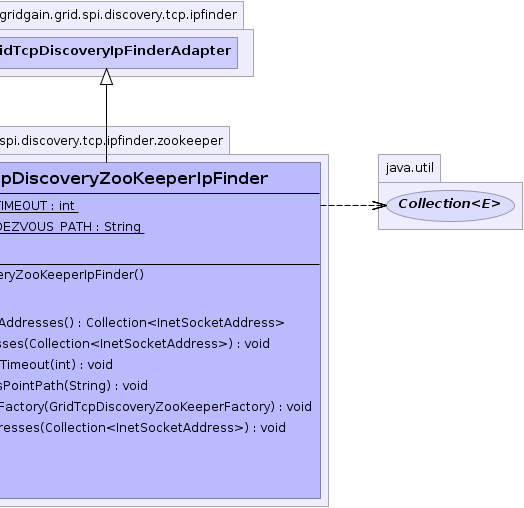 gridgain.grid.spi.discovery.tcp.ipfinder
idTcpDiscoveryIpFinderAdapter
spi.discovery.tcp.ipfinder.zookeeper
pDiscoveryZooKeeperIpFinder
TIMEOUT : int
DEZVOUS_PATH : String
eryZooKeeperIpFinder()
Addresses() : Collection<InetSocketAddress>
sses(Collection<InetSocketAddress>) : void
Timeout(int) : void
sPointPath(String) : void
Factory(GridTcpDiscoveryZooKeeperFactory) : void
resses(Collection<InetSocketAddress>) : void
java.util
Collection<E>